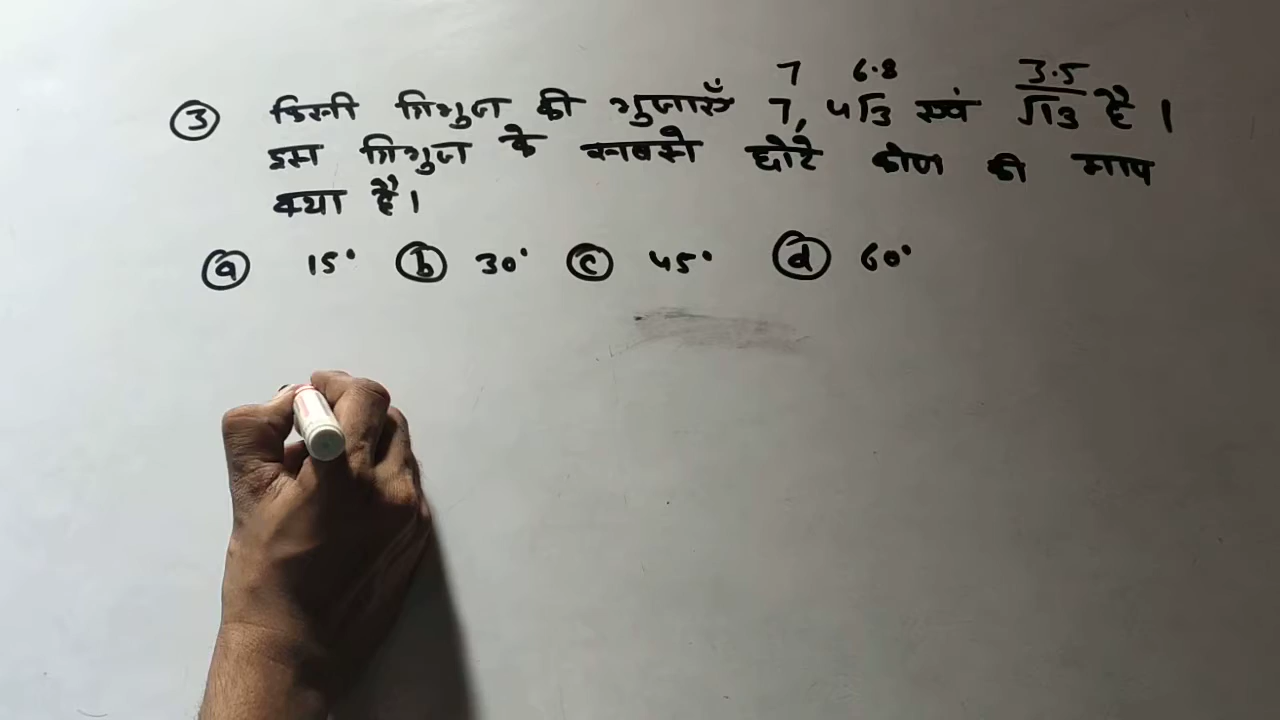 7 6.8 3.5
③ किसी त्रिभुज की भुजाएँ 7, 4√3 एवं √13 है।
इस त्रिभुज के सबसे छोटे कोण की माप
क्या है।
ⓐ 15° ⓑ 30° ⓒ 45° ⓓ 60°